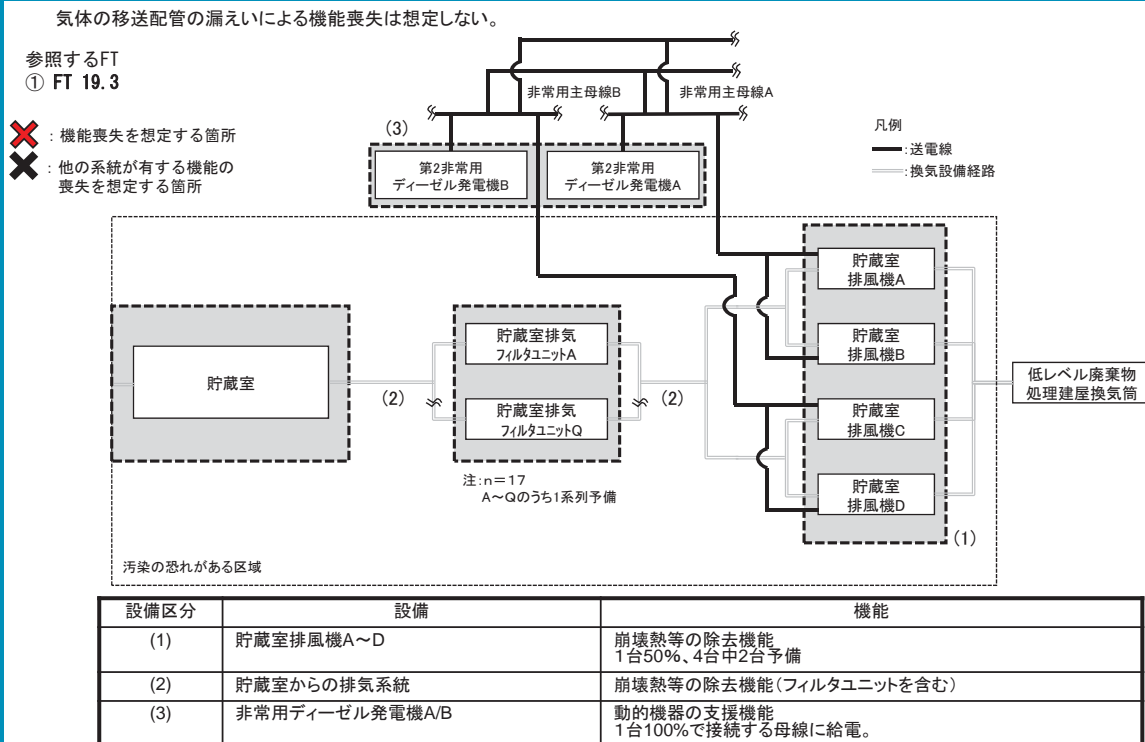 気体の移送配管の漏えいによる機能喪失は想定しない。
参照するFT
① FT 19.3
：機能喪失を想定する箇所
：他の系統が有する機能の
喪失を想定する箇所
非常用主母線B
非常用主母線A
(3)
第2非常用
ディーゼル発電機B
第2非常用
ディーゼル発電機A
凡例
:送電線
:換気設備経路
貯蔵室
(2)
貯蔵室排気
フィルタユニットA
貯蔵室排気
フィルタユニットQ
(2)
注:n＝17
A～Qのうち1系列予備
貯蔵室
排風機A
貯蔵室
排風機B
貯蔵室
排風機C
貯蔵室
排風機D
(1)
低レベル廃棄物
処理建屋換気筒
汚染の恐れがある区域
設備区分 設備 機能
(1) 貯蔵室排風機A～D 崩壊熱等の除去機能
1台50%、4台中2台予備
(2) 貯蔵室からの排気系統 崩壊熱等の除去機能(フィルタユニットを含む)
(3) 非常用ディーゼル発電機A/B 動的機器の支援機能
1台100%で接続する母線に給電。